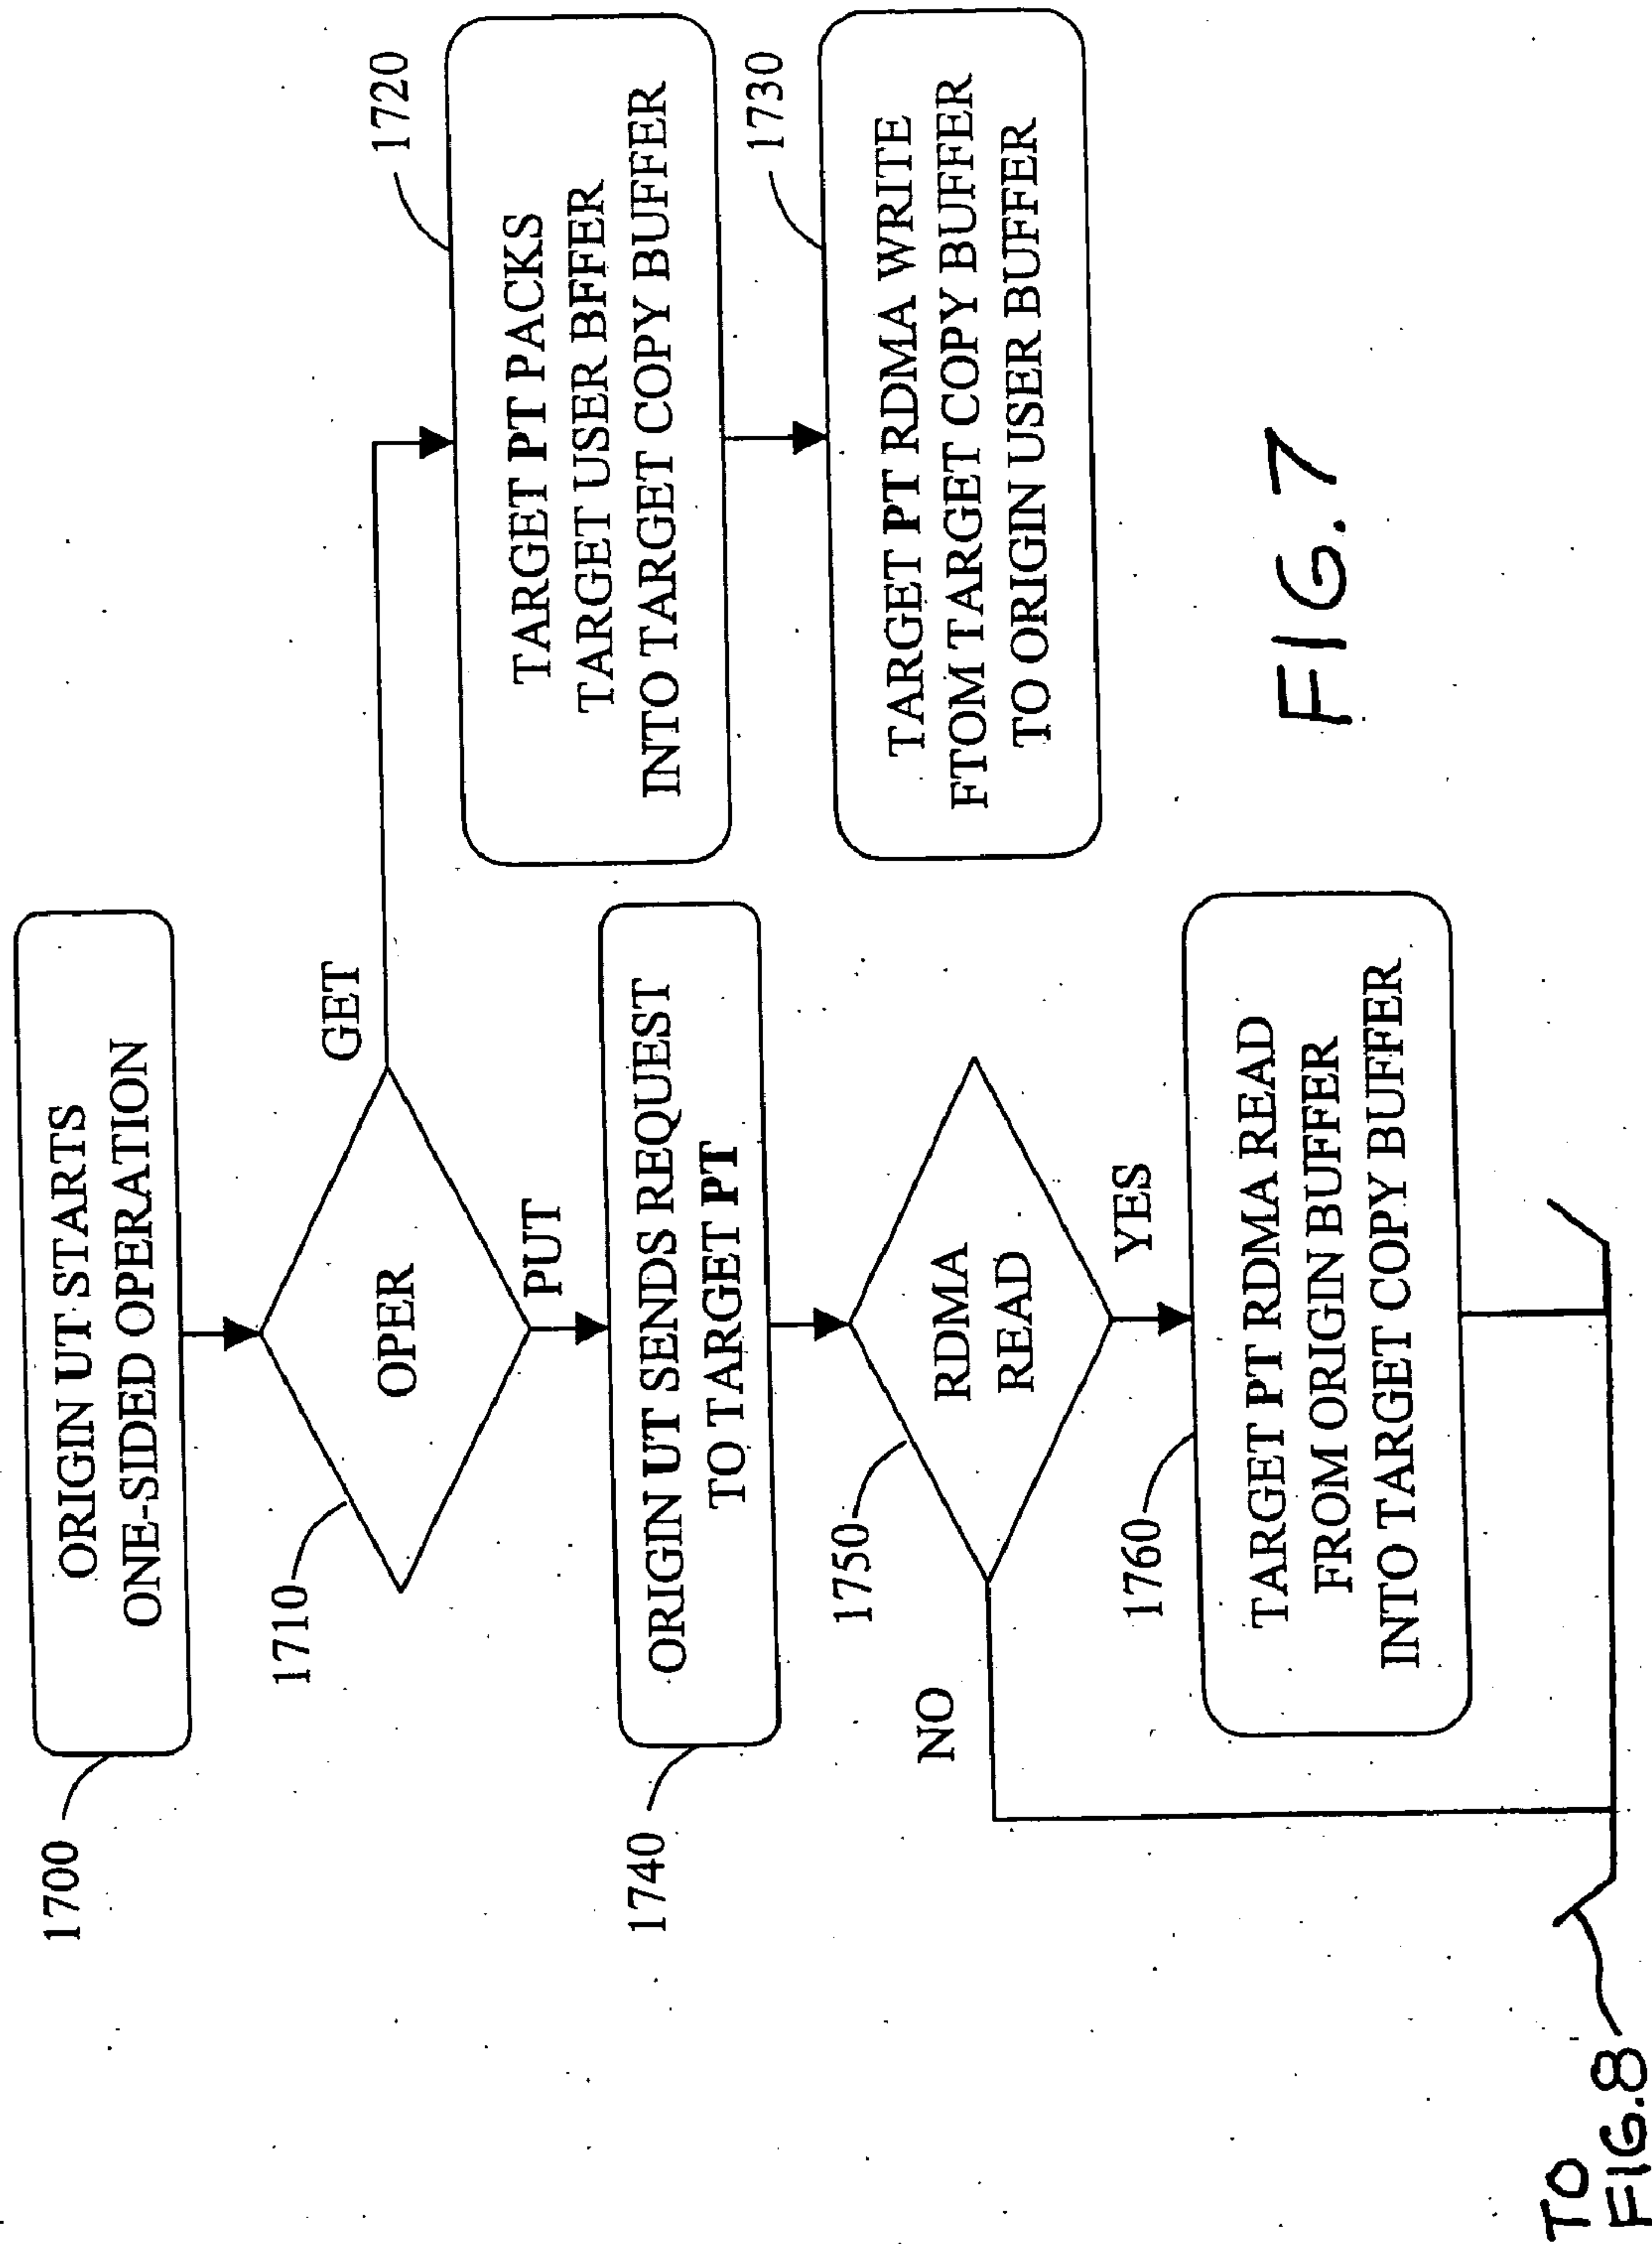 1700
ORIGIN UT STARTS
ONE-SIDED OPERATION
1710
OPER
GET
PUT
1720
TARGET PT PACKS
TARGET USER BFFER
INTO TARGET COPY BUFFER
1730
TARGET PT RDMA WRITE
FTOM TARGET COPY BUFFER
TO ORIGIN USER BUFFER
1740
ORIGIN UT SENDS REQUEST
TO TARGET PT
1750
RDMA
READ
NO
YES
1760
TARGET PT RDMA READ
FROM ORIGIN BUFFER
INTO TARGET COPY BUFFER
TO
FIG.8
FIG.7